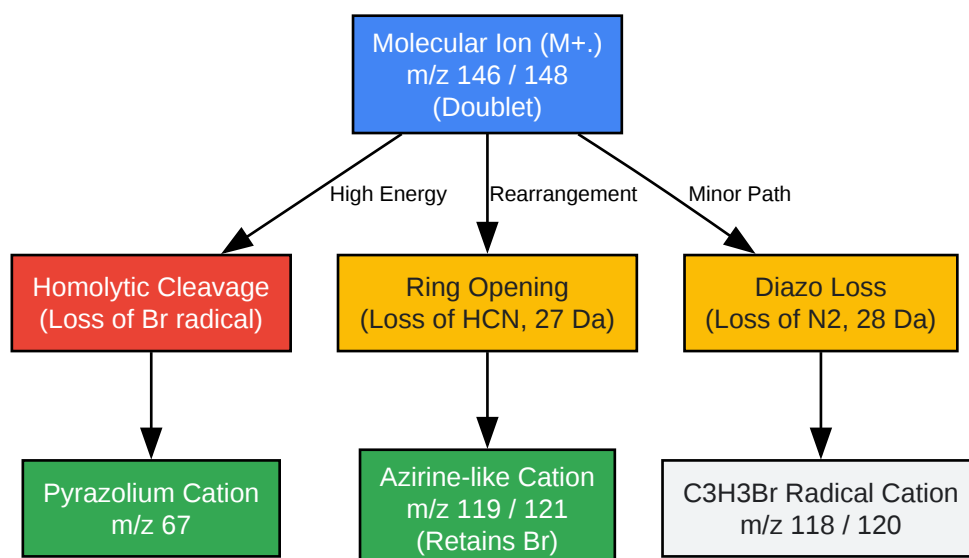 Molecular Ion (M+.)
m/z 146 / 148
(Doublet)
High Energy
Rearrangement
Minor Path
Homolytic Cleavage
(Loss of Br radical)
Ring Opening
(Loss of HCN, 27 Da)
Diazo Loss
(Loss of N2, 28 Da)
Pyrazolium Cation
m/z 67
Azirine-like Cation
m/z 119 / 121
(Retains Br)
C3H3Br Radical Cation
m/z 118 / 120